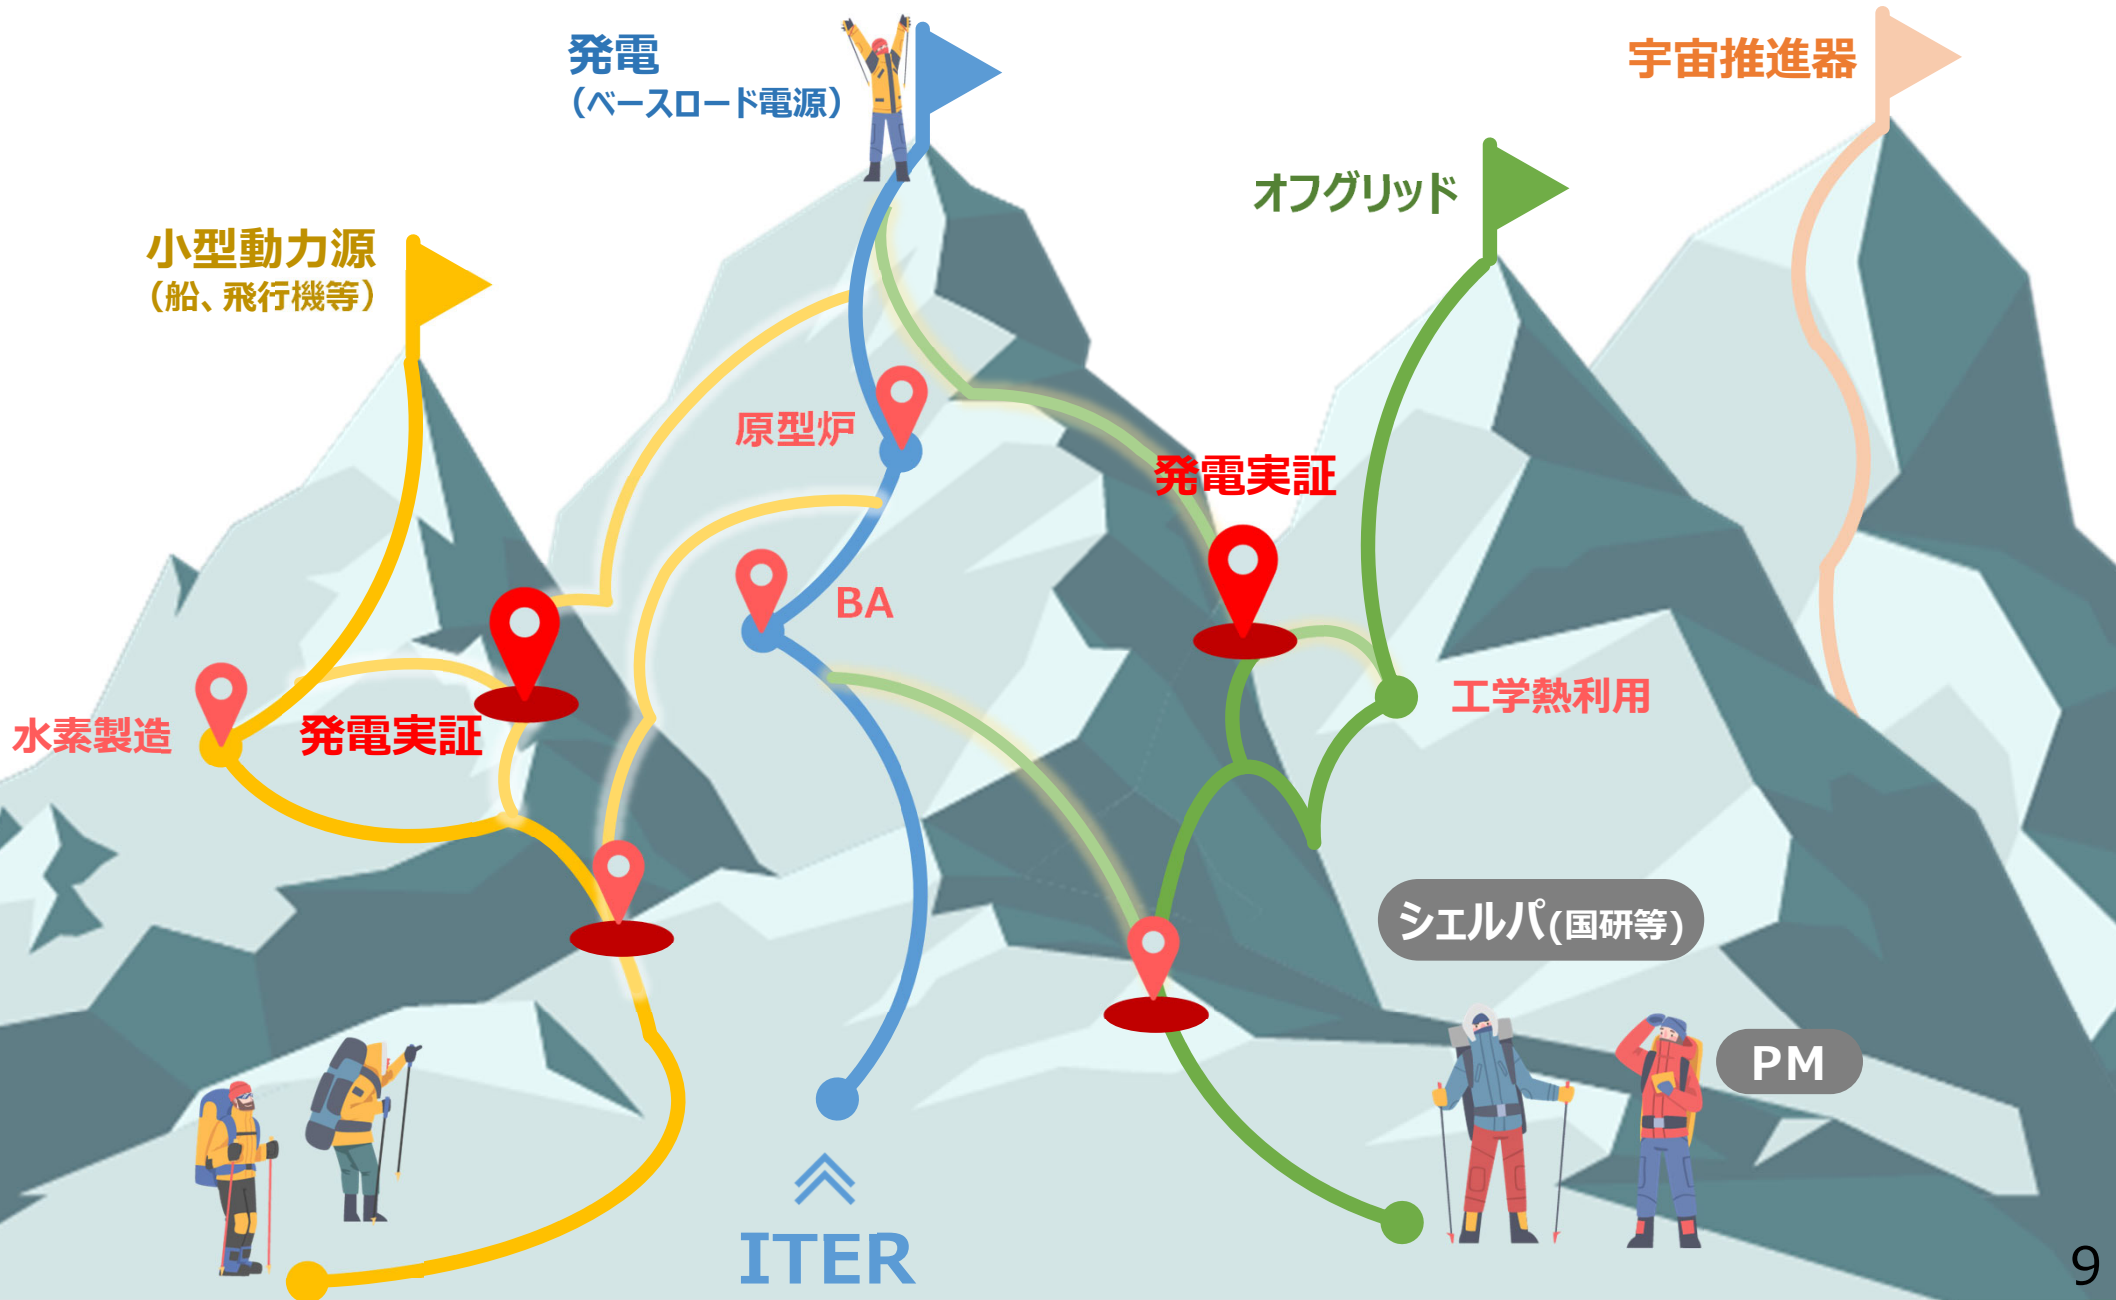 発電
（ベースロード電源）
宇宙推進器
オフグリッド
小型動力源
（船、飛行機等）
原型炉
発電実証
BA
工学熱利用
水素製造
発電実証
シェルパ(国研等)
PM
ITER
9